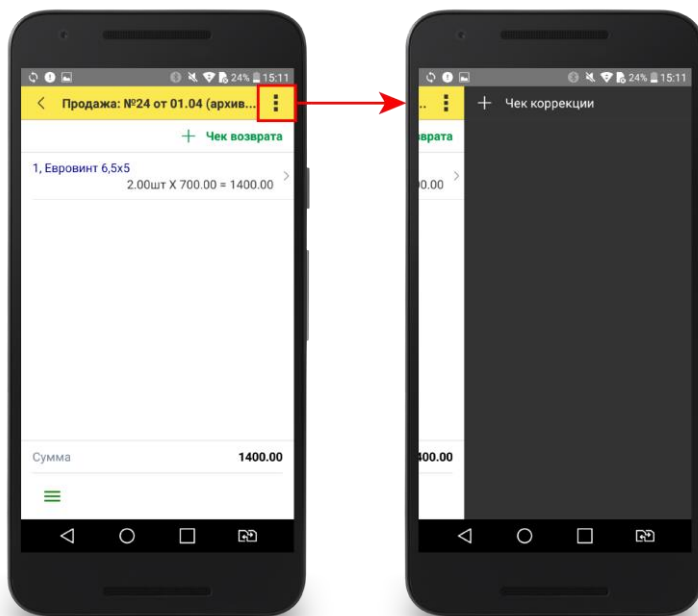 24% 15:11
Продажа: №24 от 01.04 (архив...
+ Чек возврата
1, Евровинт 6,5х5
2.00шт X 700.00 = 1400.00
Сумма 1400.00
24% 15:11
... + Чек коррекции
врата
0.00
400.00